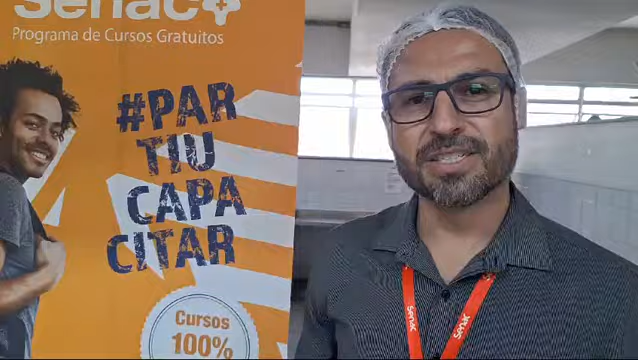 Senac+
Programa de Cursos Gratuitos
#PAR
TIU
CAPA
CITAR
Cursos
100%
Senac
Senac